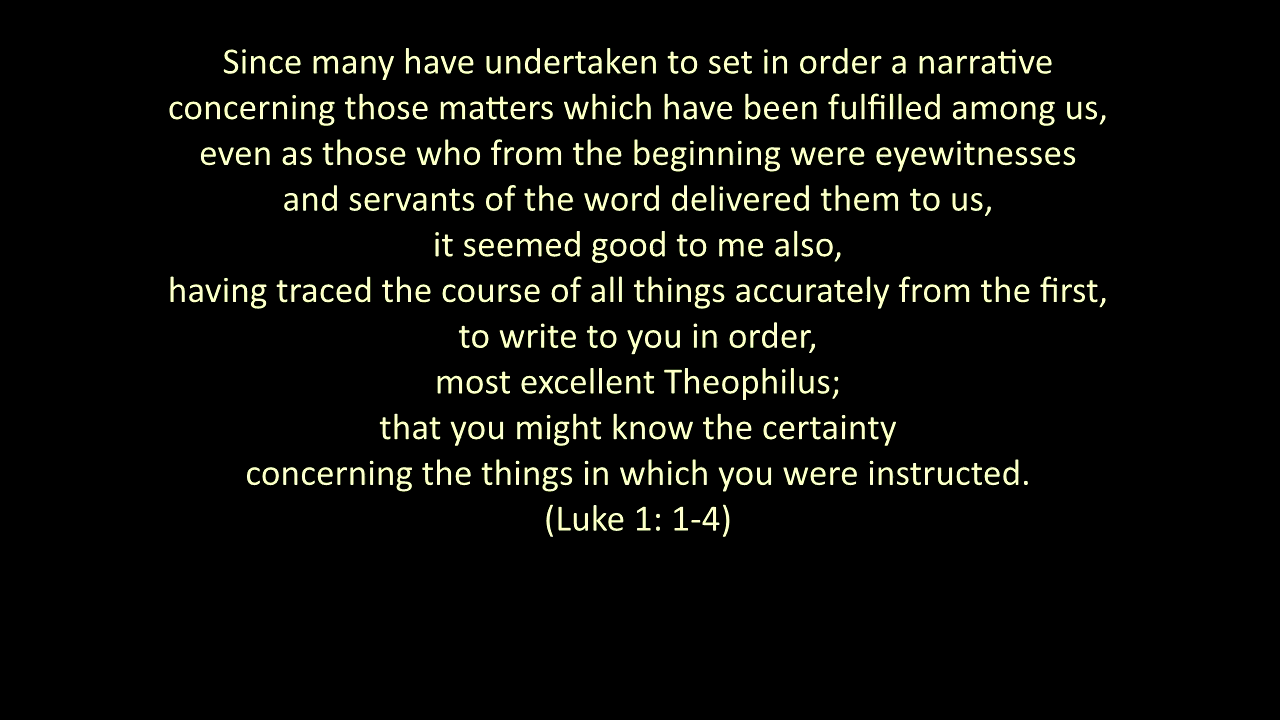 Since many have undertaken to set in order a narrative
concerning those matters which have been fulfilled among us,
even as those who from the beginning were eyewitnesses
and servants of the word delivered them to us,
it seemed good to me also,
having traced the course of all things accurately from the first,
to write to you in order,
most excellent Theophilus;
that you might know the certainty
concerning the things in which you were instructed.
(Luke 1: 1-4)